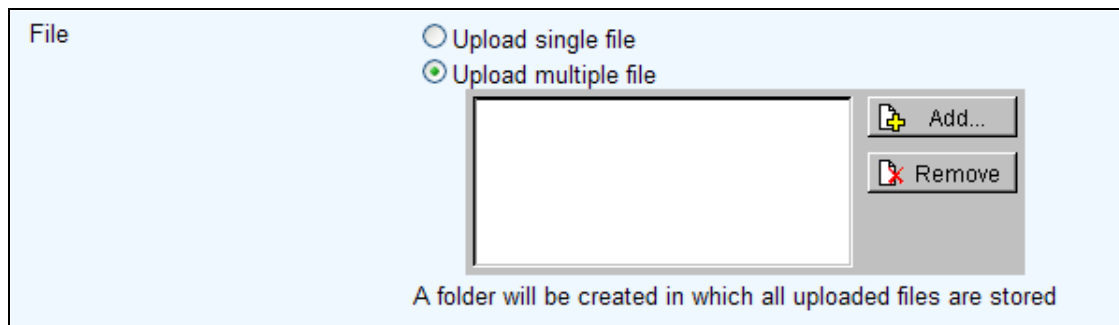 File
Upload single file
Upload multiple file
Add...
Remove
A folder will be created in which all uploaded files are stored